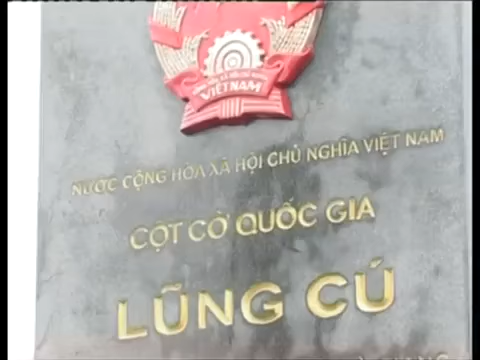 VIỆT NAM
NƯỚC CỘNG HÒA XÃ HỘI CHỦ NGHĨA VIỆT NAM
CỘT CỜ QUỐC GIA
LŨNG CÚ